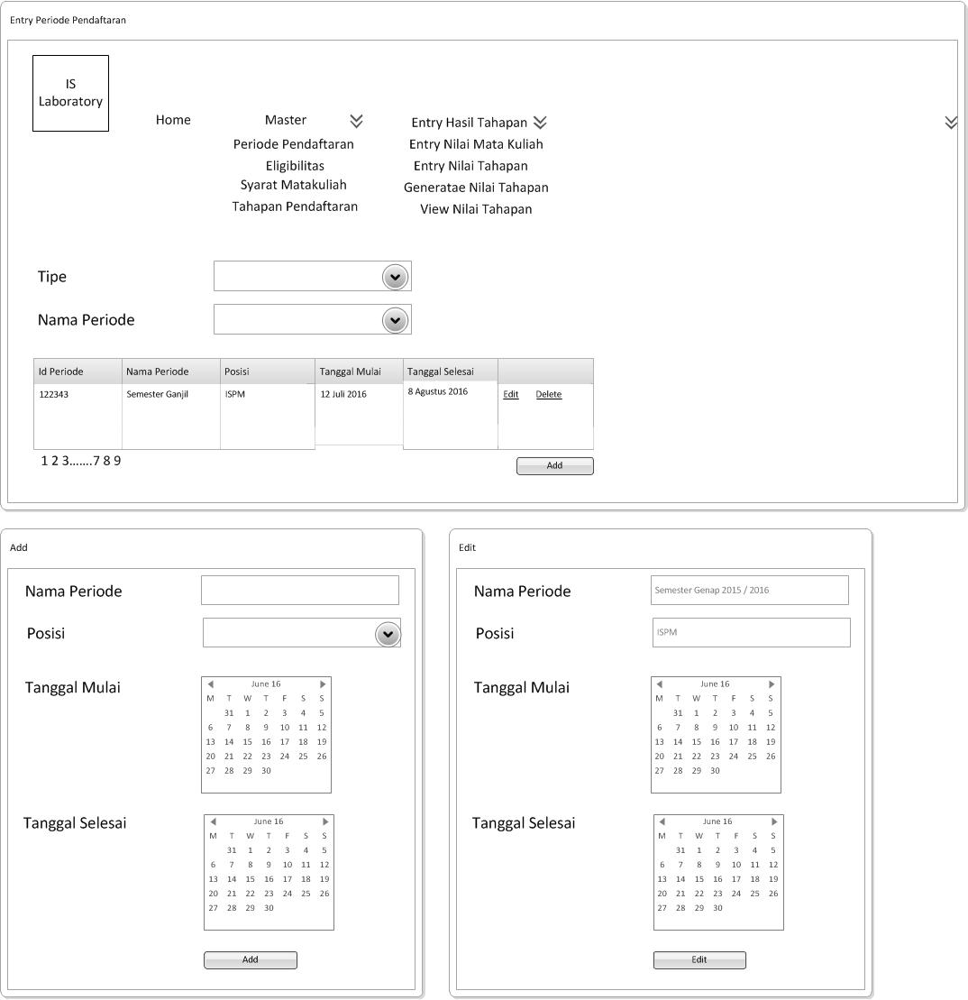 Entry Periode Pendaftaran
IS
Laboratory
Home Master Entry Hasil Tahapan
Periode Pendaftaran Entry Nilai Mata Kuliah
Eligibilitas Entry Nilai Tahapan
Syarat Matakuliah Generatae Nilai Tahapan
Tahapan Pendaftaran View Nilai Tahapan
Tipe
Nama Periode
Id Periode Nama Periode Posisi Tanggal Mulai Tanggal Selesai
122343 Semester Ganjil ISPM 12 Juli 2016 8 Agustus 2016 Edit Delete
1 2 3.......7 8 9 Add
Add
Nama Periode
Posisi
Tanggal Mulai
June 16
M T W T F S S
31 1 2 3 4 5
6 7 8 9 10 11 12
13 14 15 16 17 18 19
20 21 22 23 24 25 26
27 28 29 30
Tanggal Selesai
June 16
M T W T F S S
31 1 2 3 4 5
6 7 8 9 10 11 12
13 14 15 16 17 18 19
20 21 22 23 24 25 26
27 28 29 30
Add
Edit
Nama Periode Semester Genap 2015 / 2016
Posisi ISPM
Tanggal Mulai
June 16
M T W T F S S
31 1 2 3 4 5
6 7 8 9 10 11 12
13 14 15 16 17 18 19
20 21 22 23 24 25 26
27 28 29 30
Tanggal Selesai
June 16
M T W T F S S
31 1 2 3 4 5
6 7 8 9 10 11 12
13 14 15 16 17 18 19
20 21 22 23 24 25 26
27 28 29 30
Edit